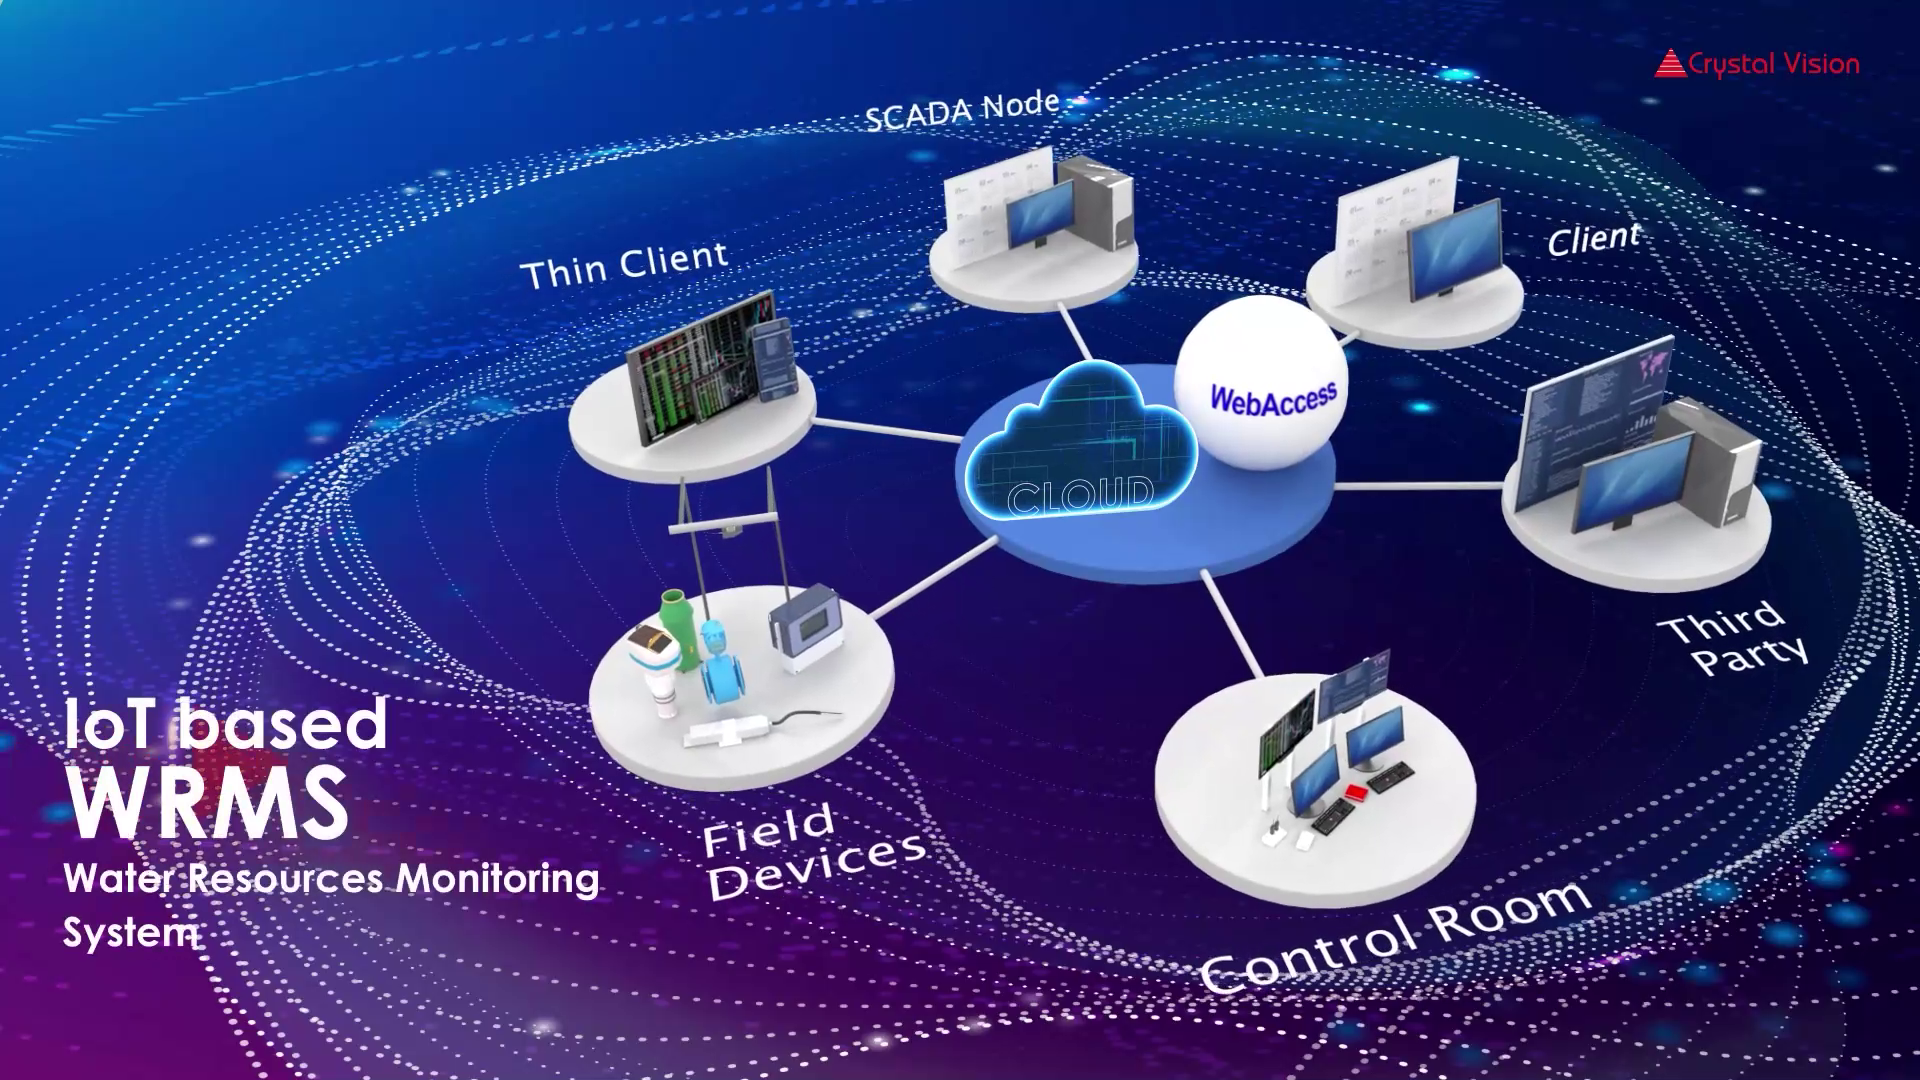 Crystal Vision
SCADA Node
Thin Client
Client
WebAccess
CLOUD
Third
Party
IoT based
WRMS
Water Resources Monitoring
System
Field
Devices
Control Room